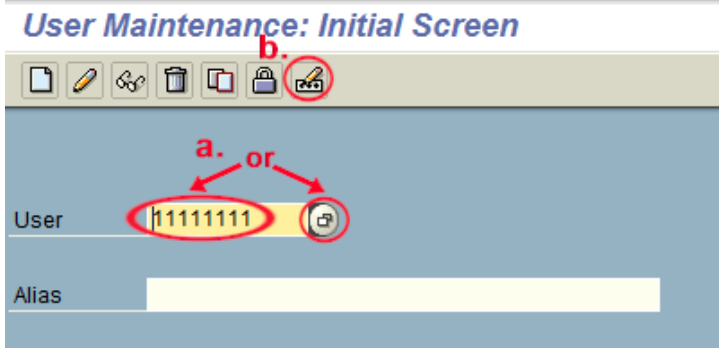 User Maintenance: Initial Screen
b.
a. or
User 11111111
Alias